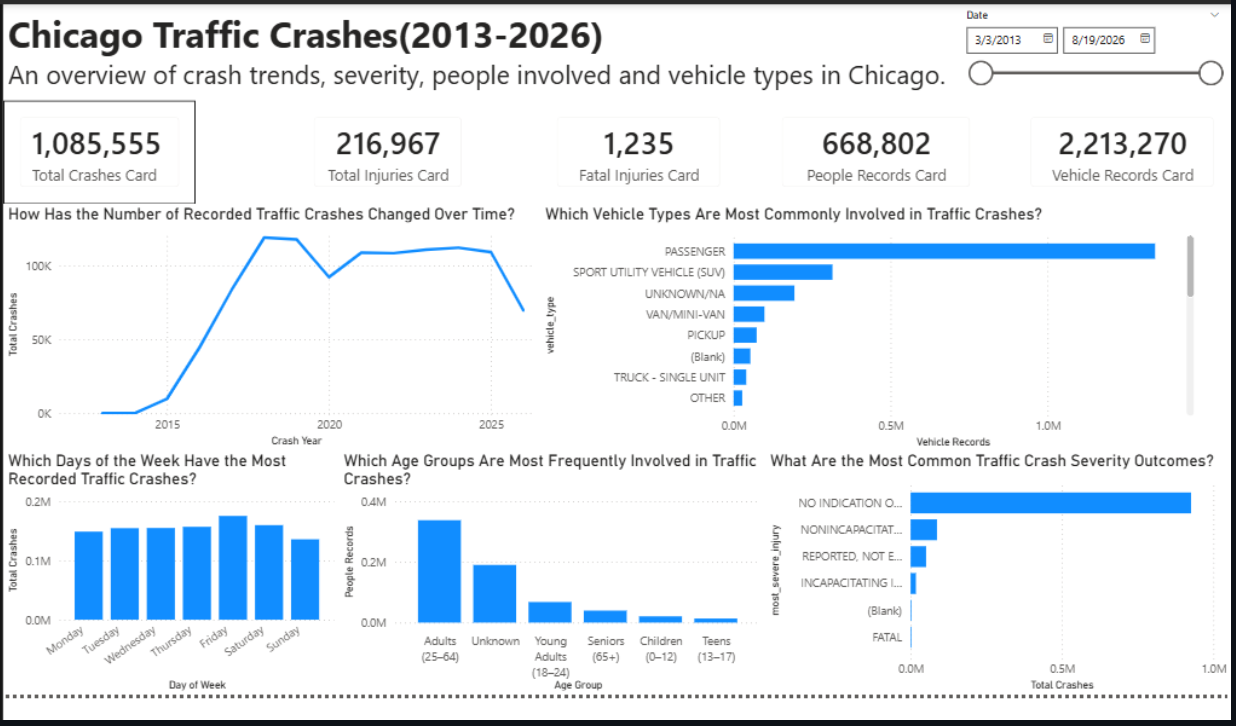 Chicago Traffic Crashes(2013-2026)
An overview of crash trends, severity, people involved and vehicle types in Chicago.
Date
3/3/2013
8/19/2026
1,085,555
Total Crashes Card
216,967
Total Injuries Card
1,235
Fatal Injuries Card
668,802
People Records Card
2,213,270
Vehicle Records Card
How Has the Number of Recorded Traffic Crashes Changed Over Time?
Total Crashes
100K
50K
0K
2015
2020
2025
Crash Year
Which Vehicle Types Are Most Commonly Involved in Traffic Crashes?
vehicle_type
PASSENGER
SPORT UTILITY VEHICLE (SUV)
UNKNOWN/NA
VAN/MINI-VAN
PICKUP
(Blank)
TRUCK - SINGLE UNIT
OTHER
0.0M
0.5M
1.0M
Vehicle Records
Which Days of the Week Have the Most
Recorded Traffic Crashes?
Total Crashes
0.2M
0.1M
0.0M
Monday
Tuesday
Wednesday
Thursday
Friday
Saturday
Sunday
Day of Week
Which Age Groups Are Most Frequently Involved in Traffic
Crashes?
People Records
0.4M
0.2M
0.0M
Adults
(25–64)
Unknown
Young
Adults
(18–24)
Seniors
(65+)
Children
(0–12)
Teens
(13–17)
Age Group
What Are the Most Common Traffic Crash Severity Outcomes?
most_severe_injury
NO INDICATION O...
NONINCAPACITAT...
REPORTED, NOT E...
INCAPACITATING I...
(Blank)
FATAL
0.0M
0.5M
1.0M
Total Crashes